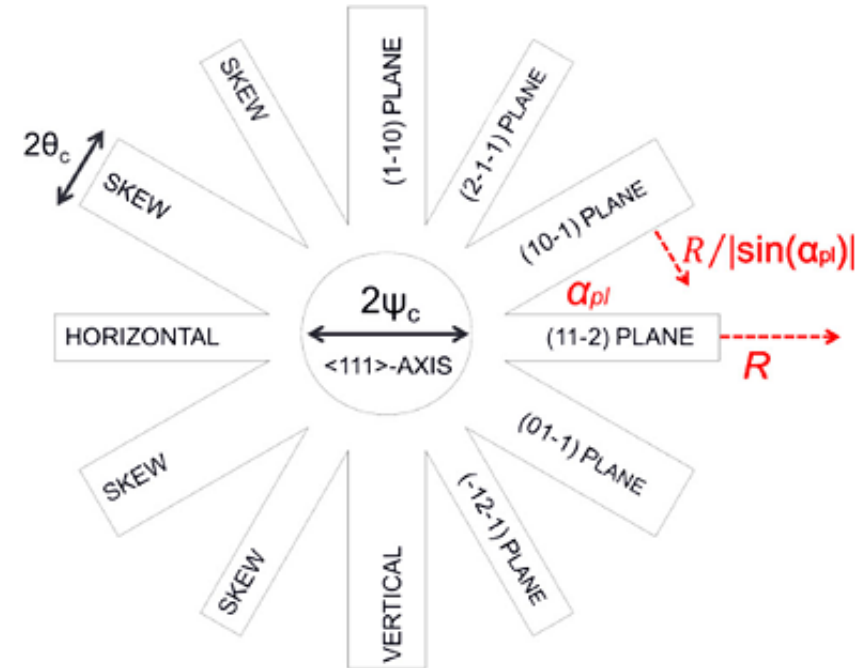 SKEW
(1-10) PLANE
(2-1-1) PLANE
2θc
SKEW
(10-1) PLANE
R/|sin(αpl)|
2ψc
αpl
HORIZONTAL
<111>-AXIS
(11-2) PLANE
R
SKEW
(01-1) PLANE
SKEW
VERTICAL
(-12-1) PLANE